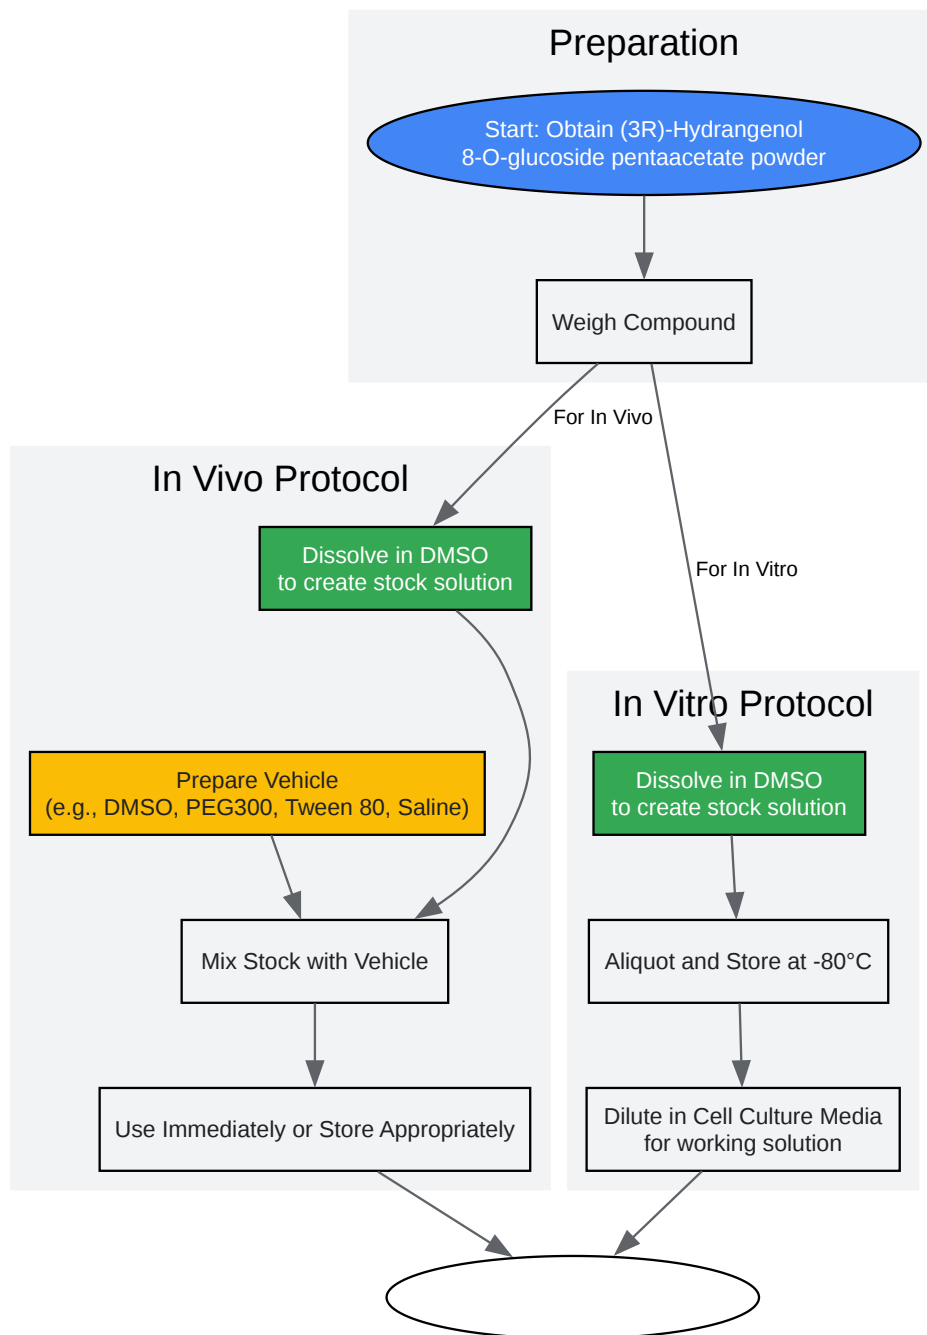 Preparation
Start: Obtain (3R)-Hydrangenol
8-O-glucoside pentaacetate powder
Weigh Compound
For In Vivo
In Vivo Protocol
Dissolve in DMSO
to create stock solution
For In Vitro
In Vitro Protocol
Prepare Vehicle
(e.g., DMSO, PEG300, Tween 80, Saline)
Dissolve in DMSO
to create stock solution
Mix Stock with Vehicle
Aliquot and Store at -80°C
Use Immediately or Store Appropriately
Dilute in Cell Culture Media
for working solution